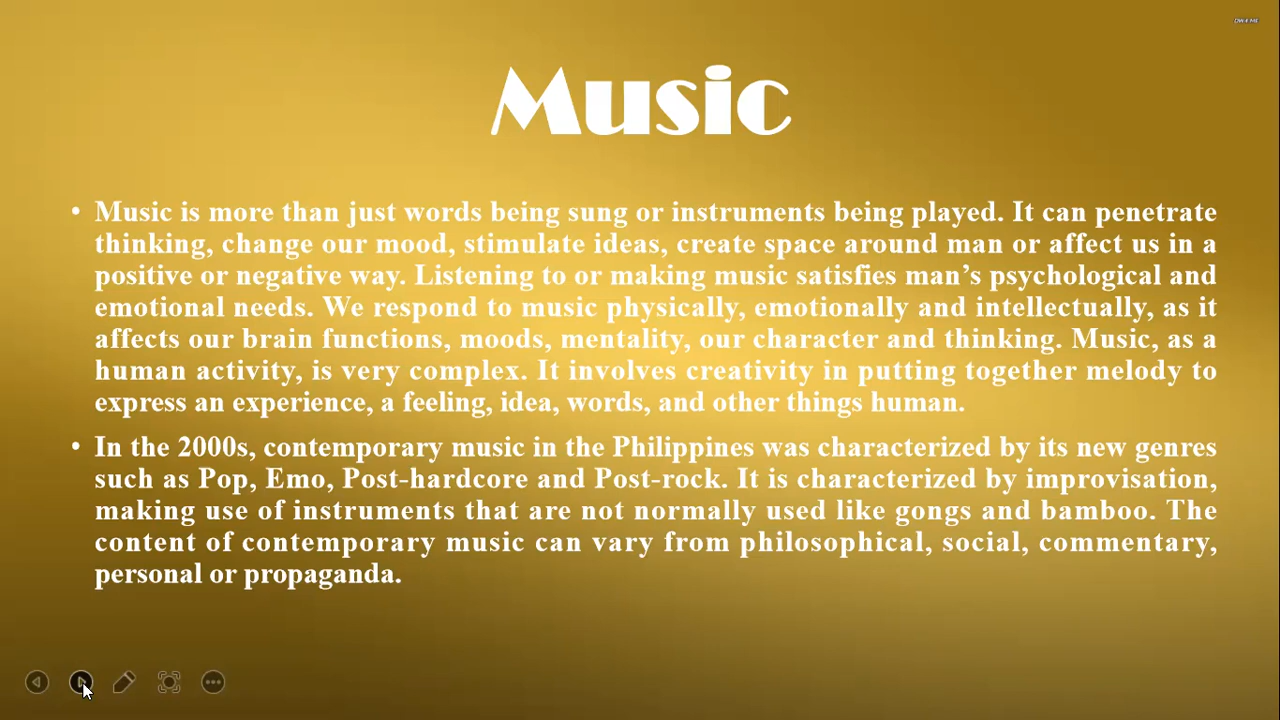 Music
• Music is more than just words being sung or instruments being played. It can penetrate
thinking, change our mood, stimulate ideas, create space around man or affect us in a
positive or negative way. Listening to or making music satisfies man’s psychological and
emotional needs. We respond to music physically, emotionally and intellectually, as it
affects our brain functions, moods, mentality, our character and thinking. Music, as a
human activity, is very complex. It involves creativity in putting together melody to
express an experience, a feeling, idea, words, and other things human.
• In the 2000s, contemporary music in the Philippines was characterized by its new genres
such as Pop, Emo, Post-hardcore and Post-rock. It is characterized by improvisation,
making use of instruments that are not normally used like gongs and bamboo. The
content of contemporary music can vary from philosophical, social, commentary,
personal or propaganda.